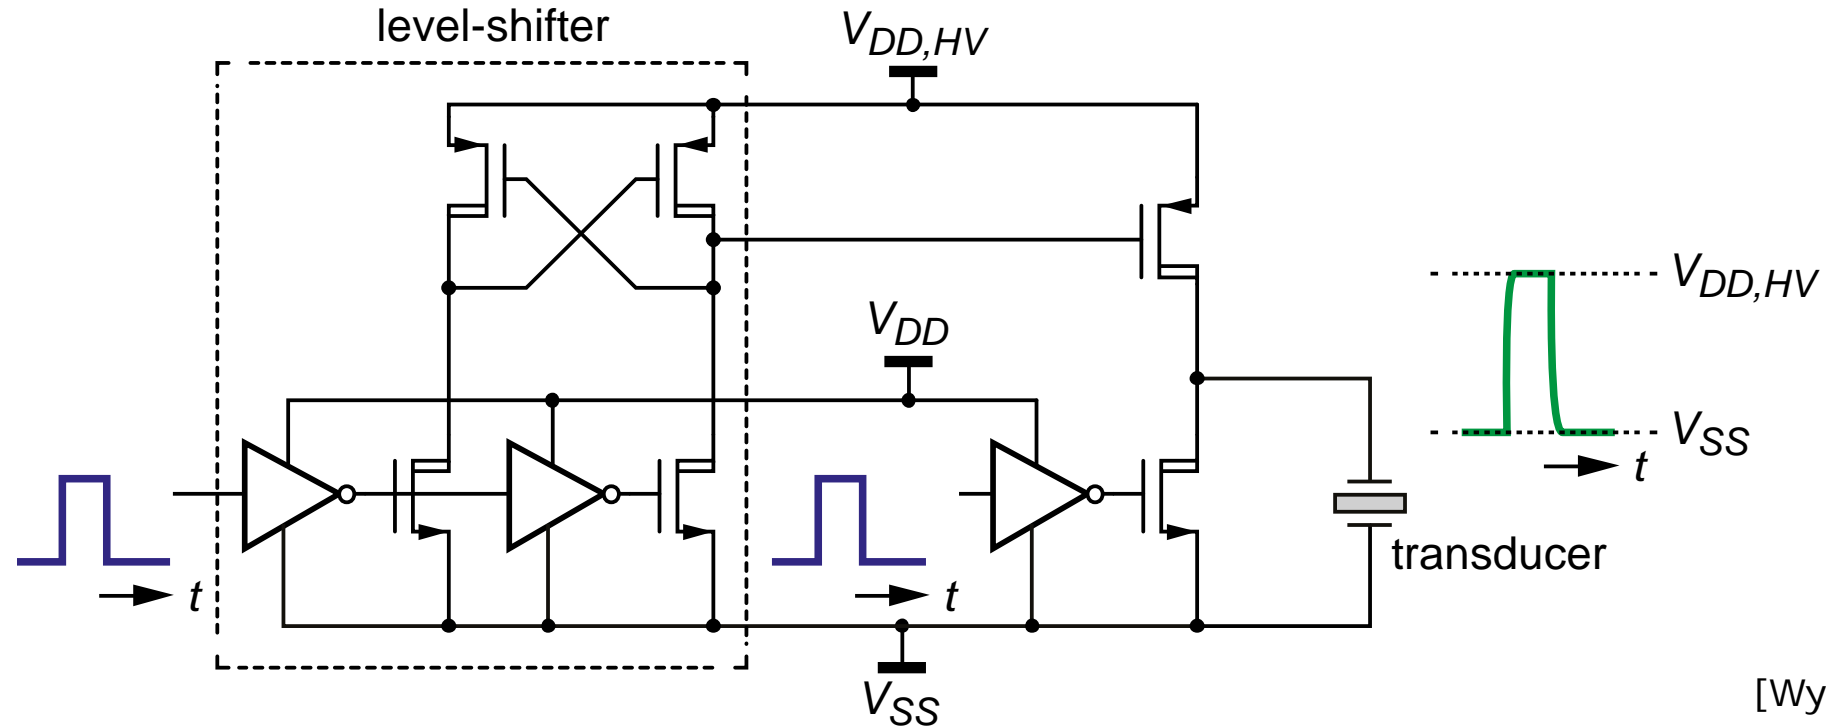 level-shifter
V_DD,HV
V_DD
V_DD,HV
V_SS
t
transducer
t
t
V_SS
[Wy